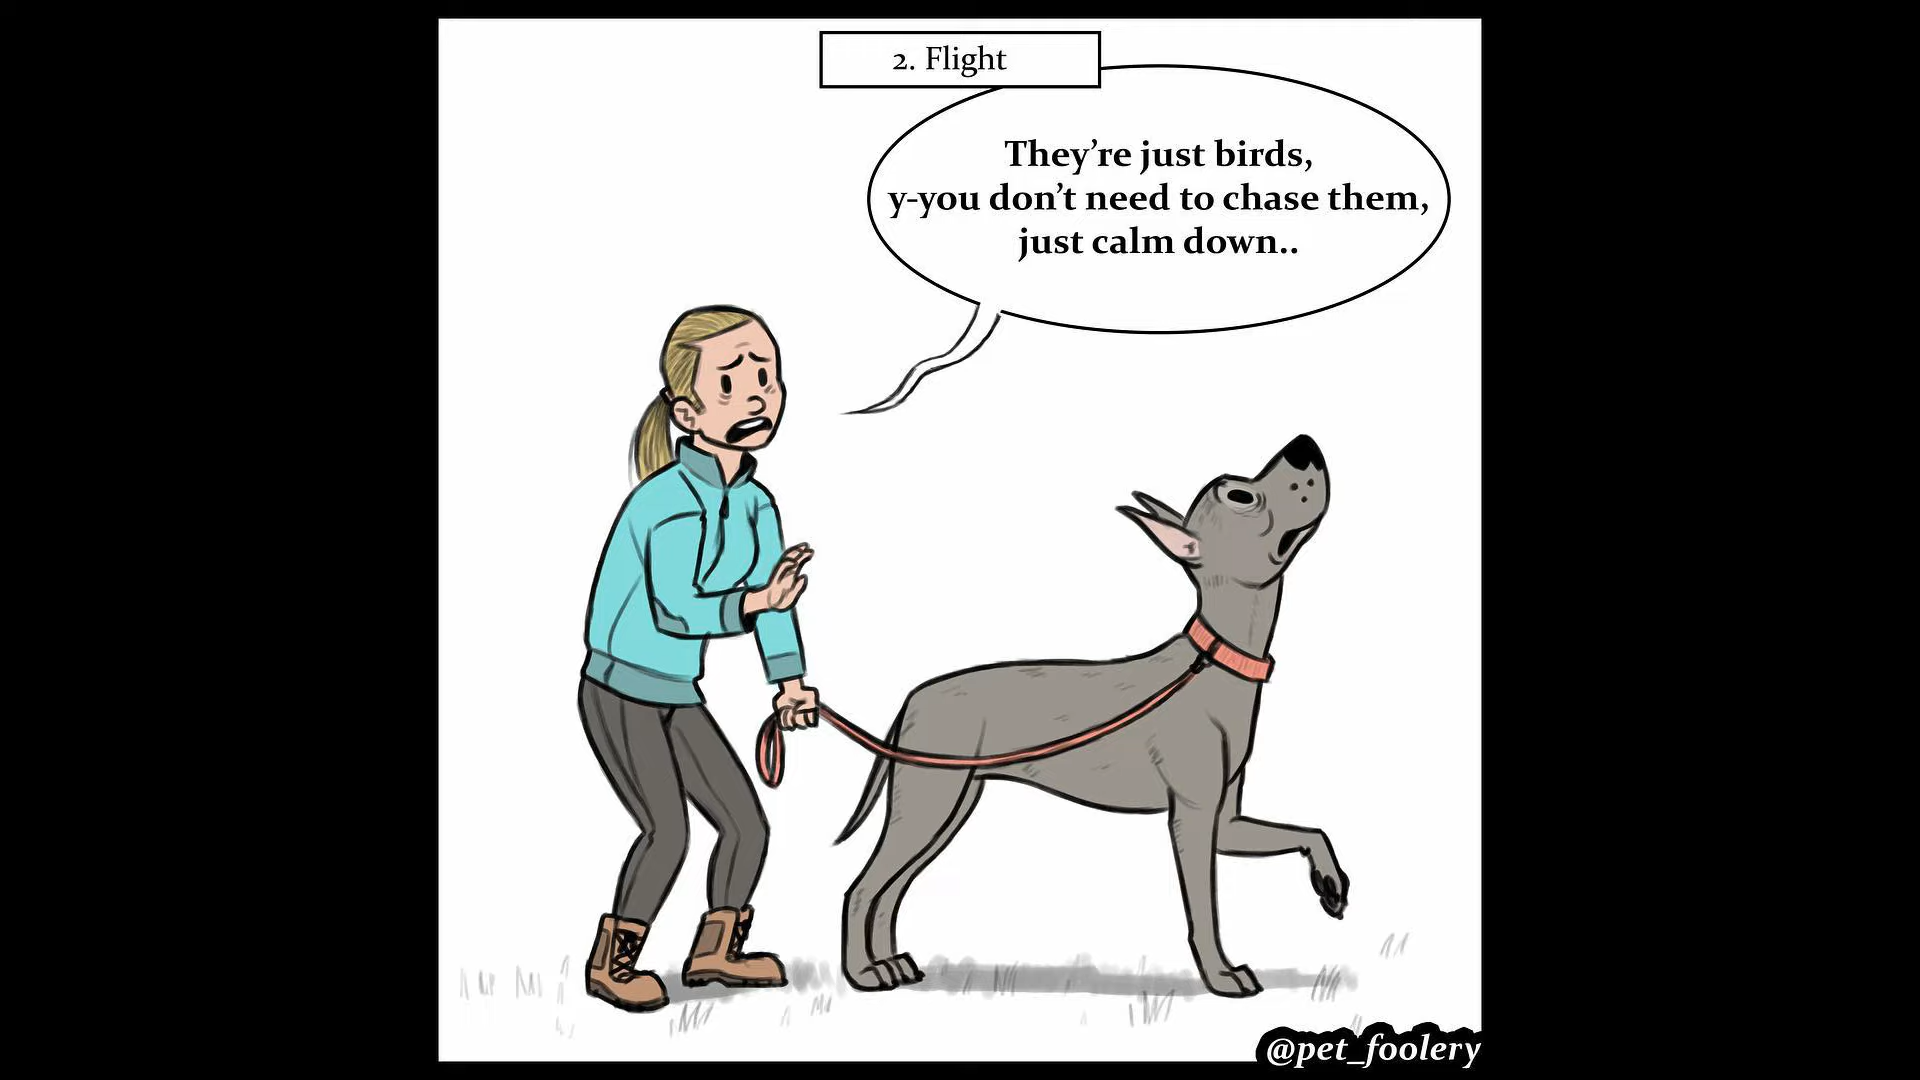 2. Flight
They’re just birds,
y-you don’t need to chase them,
just calm down..
@pet_foolery